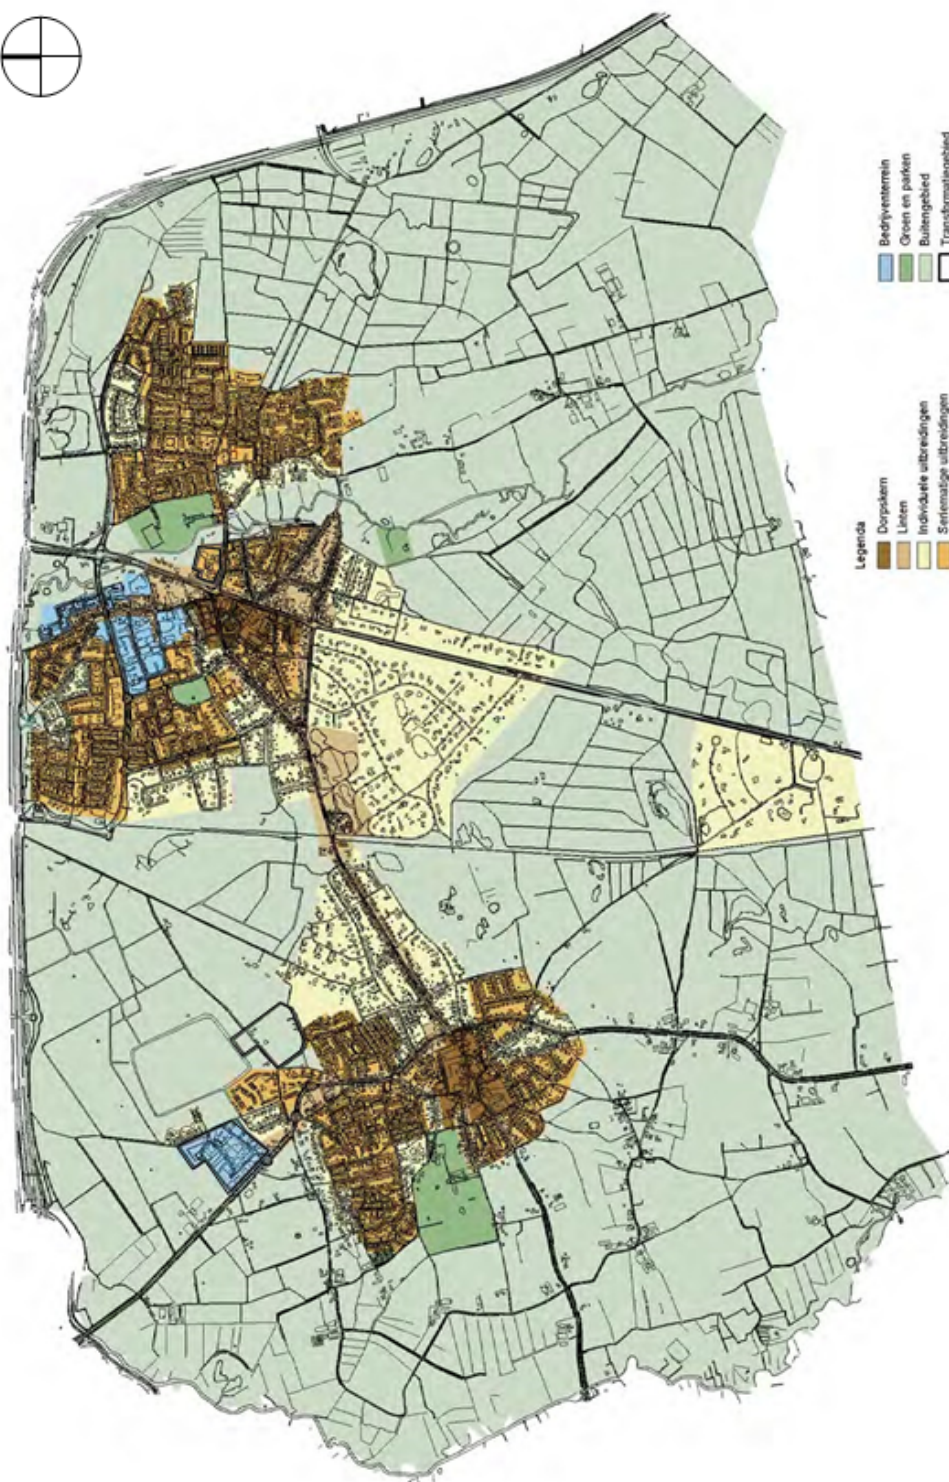 Legenda
Dorpskern
Linten
Individuele uitbreidingen
Seriematige uitbreidingen
Bedrijventerrein
Groen en parken
Buitengebied
Transformatiegebied